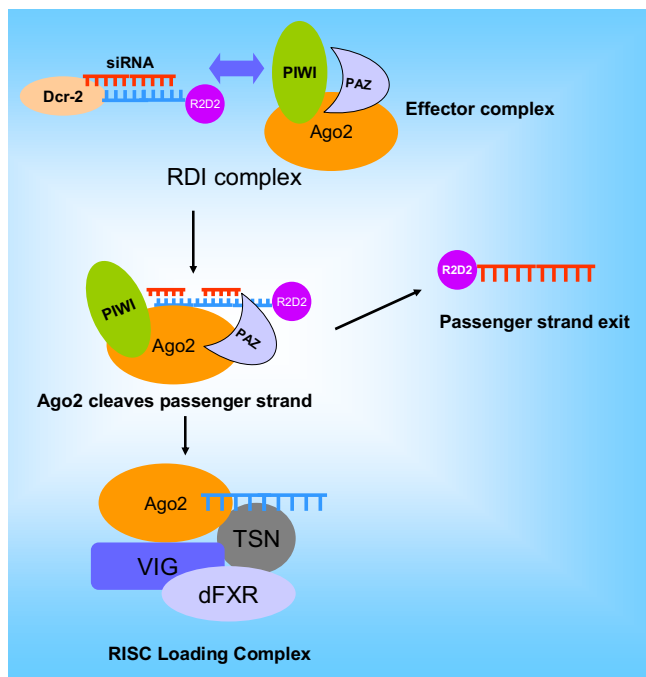 siRNA
Dcr-2
R2D2
PIWI
PAZ
Ago2
Effector complex
RDI complex
PIWI
R2D2
Ago2
PAZ
R2D2
Passenger strand exit
Ago2 cleaves passenger strand
Ago2
TSN
VIG
dFXR
RISC Loading Complex